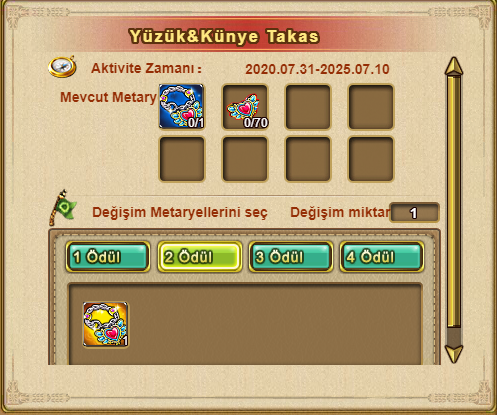 Yüzük&Künye Takas
Aktivite Zamanı: 2020.07.31-2025.07.10
Mevcut Metary
0/1 0/70
Değişim Metaryellerini seç Değişim miktar 1
1 Ödül 2 Ödül 3 Ödül 4 Ödül
1